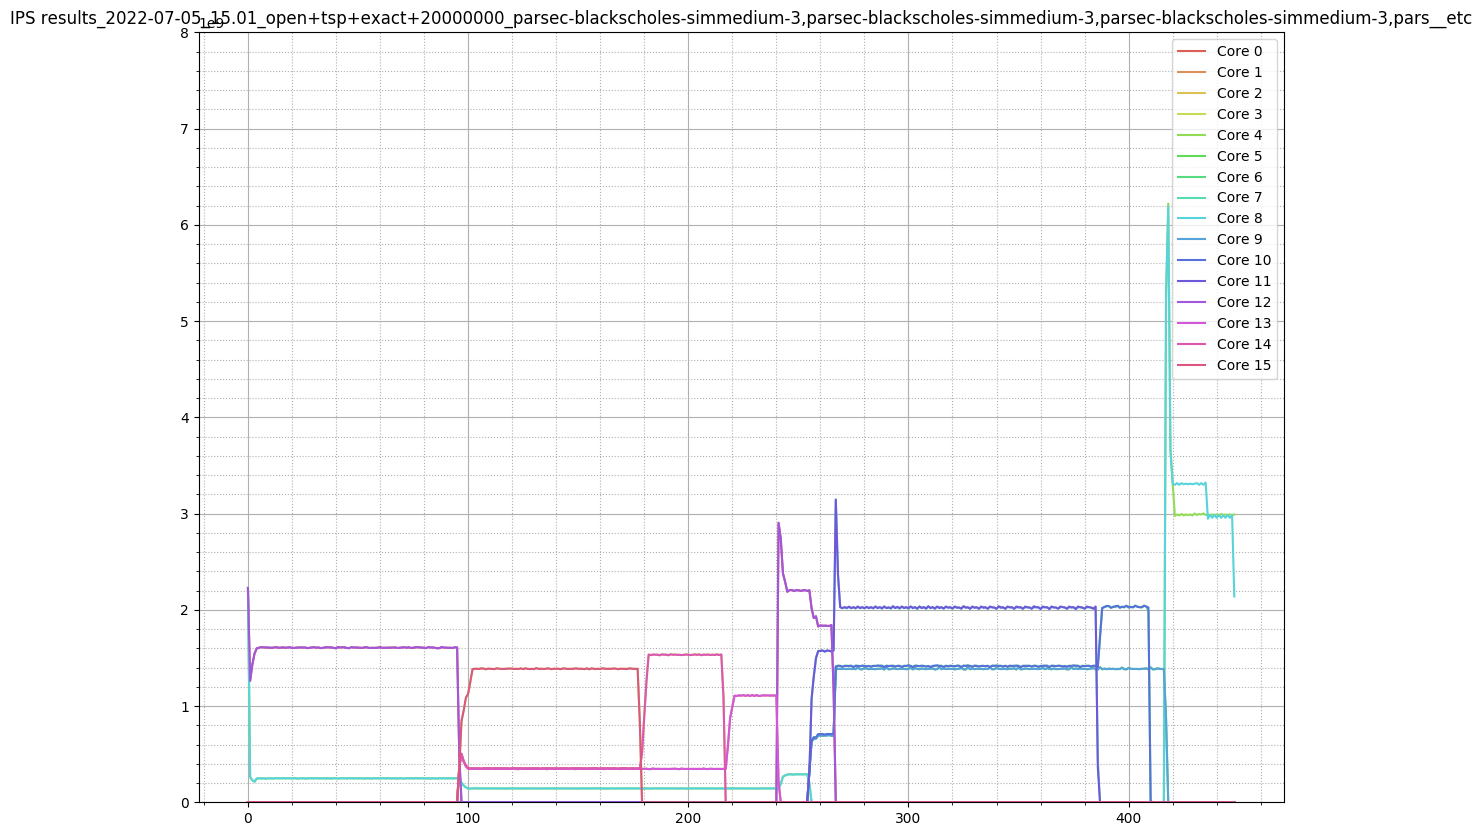 IPS results_2022-07-05_15.01_open+tsp+exact+20000000_parsec-blackscholes-simmedium-3,parsec-blackscholes-simmedium-3,parsec-blackscholes-simmedium-3,pars__etc
1e9
8
7
6
5
4
3
2
1
0
0 100 200 300 400
Core 0
Core 1
Core 2
Core 3
Core 4
Core 5
Core 6
Core 7
Core 8
Core 9
Core 10
Core 11
Core 12
Core 13
Core 14
Core 15